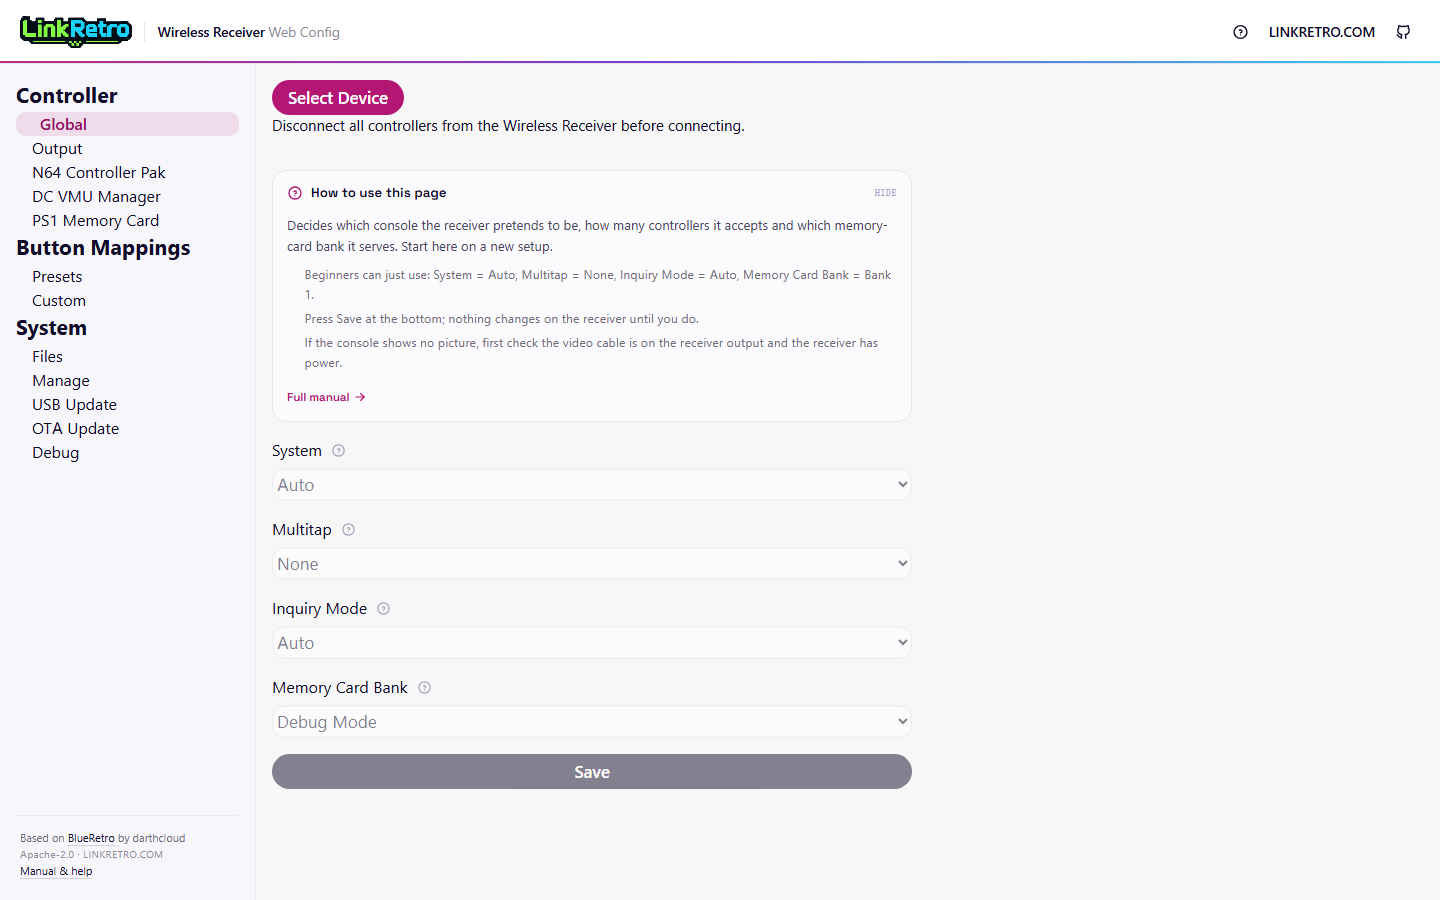 LinkRetro
Wireless Receiver Web Config
LINKRETRO.COM
Controller
Global
Output
N64 Controller Pak
DC VMU Manager
PS1 Memory Card
Button Mappings
Presets
Custom
System
Files
Manage
USB Update
OTA Update
Debug
Based on BlueRetro by darthcloud
Apache-2.0 · LINKRETRO.COM
Manual & help
Select Device
Disconnect all controllers from the Wireless Receiver before connecting.
How to use this page
HIDE
Decides which console the receiver pretends to be, how many controllers it accepts and which memory-
card bank it serves. Start here on a new setup.
Beginners can just use: System = Auto, Multitap = None, Inquiry Mode = Auto, Memory Card Bank = Bank
1.
Press Save at the bottom; nothing changes on the receiver until you do.
If the console shows no picture, first check the video cable is on the receiver output and the receiver has
power.
Full manual →
System
Auto
Multitap
None
Inquiry Mode
Auto
Memory Card Bank
Debug Mode
Save